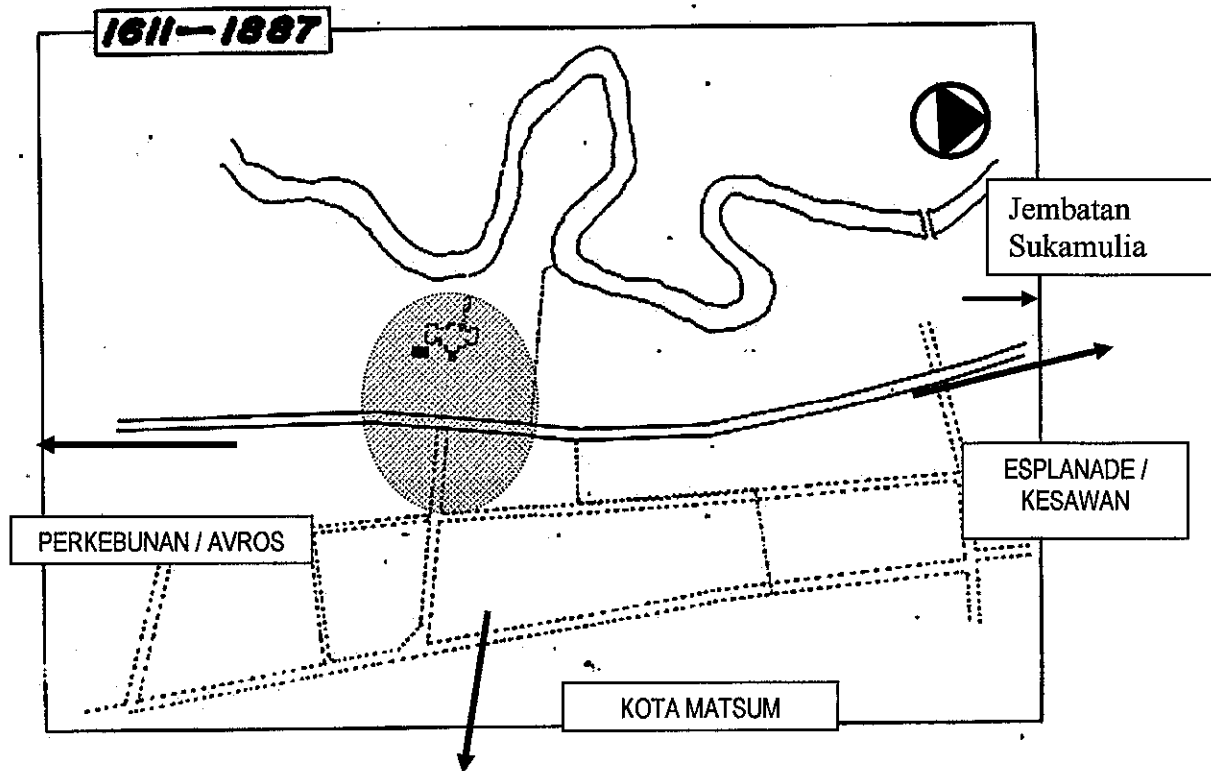 1611-1887
Jembatan
Sukamulia
ESPLANADE /
KESAWAN
PERKEBUNAN / AVROS
KOTA MATSUM